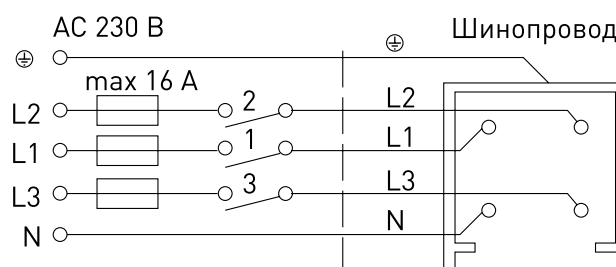 AC 230 В
Шинопровод
max 16 А
L2 2 L2
L1 1 L1
L3 3 L3
N N